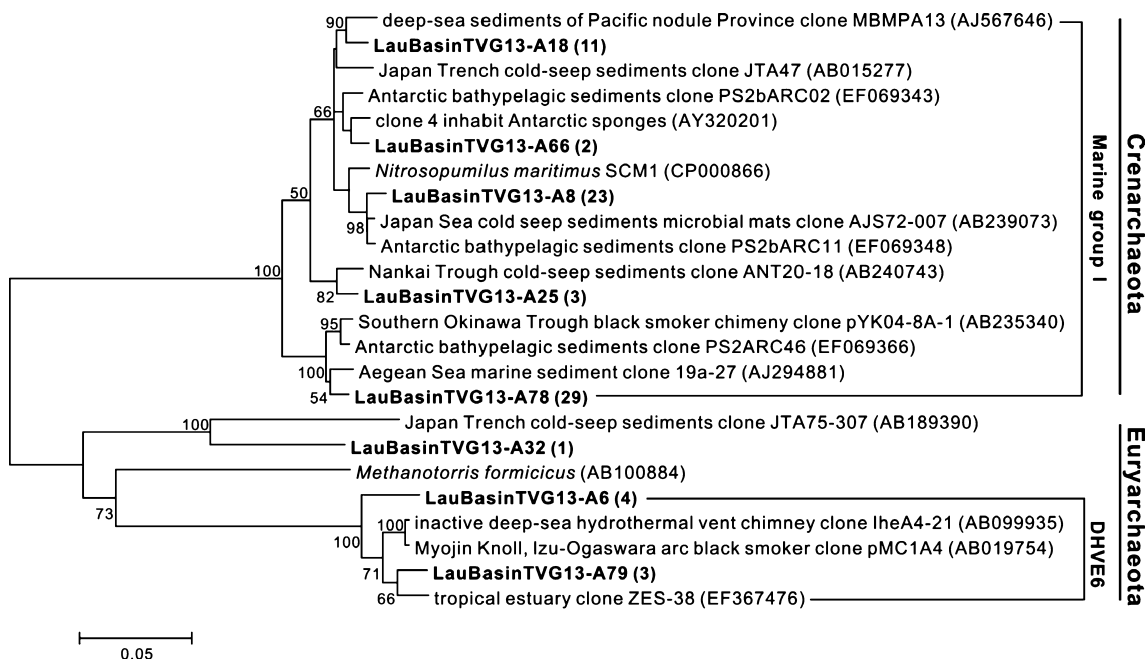 90
deep-sea sediments of Pacific nodule Province clone MBMPA13 (AJ567646)
LauBasinTVG13-A18 (11)
Japan Trench cold-seep sediments clone JTA47 (AB015277)
Antarctic bathypelagic sediments clone PS2bARC02 (EF069343)
66
clone 4 inhabit Antarctic sponges (AY320201)
LauBasinTVG13-A66 (2)
Nitrosopumilus maritimus SCM1 (CP000866)
50
LauBasinTVG13-A8 (23)
Japan Sea cold seep sediments microbial mats clone AJS72-007 (AB239073)
98
Antarctic bathypelagic sediments clone PS2bARC11 (EF069348)
100
Nankai Trough cold-seep sediments clone ANT20-18 (AB240743)
82
LauBasinTVG13-A25 (3)
95
Southern Okinawa Trough black smoker chimeny clone pYK04-8A-1 (AB235340)
Antarctic bathypelagic sediments clone PS2ARC46 (EF069366)
100
Aegean Sea marine sediment clone 19a-27 (AJ294881)
54
LauBasinTVG13-A78 (29)
Marine group I
Crenarchaeota
100
Japan Trench cold-seep sediments clone JTA75-307 (AB189390)
LauBasinTVG13-A32 (1)
Methanotorris formicicus (AB100884)
73
LauBasinTVG13-A6 (4)
100
inactive deep-sea hydrothermal vent chimney clone IheA4-21 (AB099935)
100
Myojin Knoll, Izu-Ogaswara arc black smoker clone pMC1A4 (AB019754)
71
LauBasinTVG13-A79 (3)
66
tropical estuary clone ZES-38 (EF367476)
DHVE6
Euryarchaeota
0.05